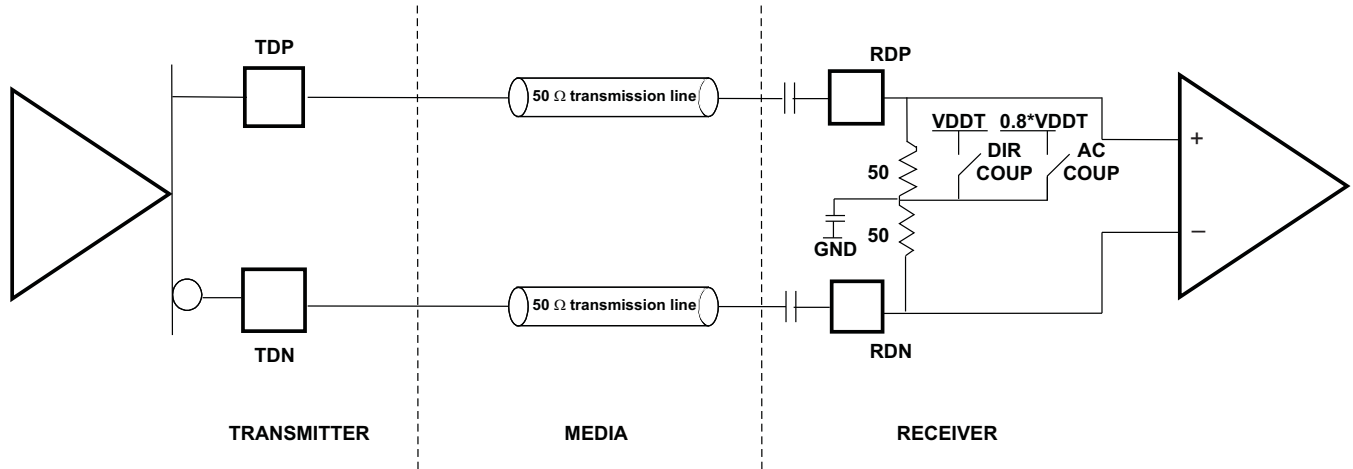 TDP
RDP
50 Ω transmission line
VDDT
0.8*VDDT
DIR
COUP
AC
COUP
+
50
50
GND
−
50 Ω transmission line
TDN
RDN
TRANSMITTER
MEDIA
RECEIVER